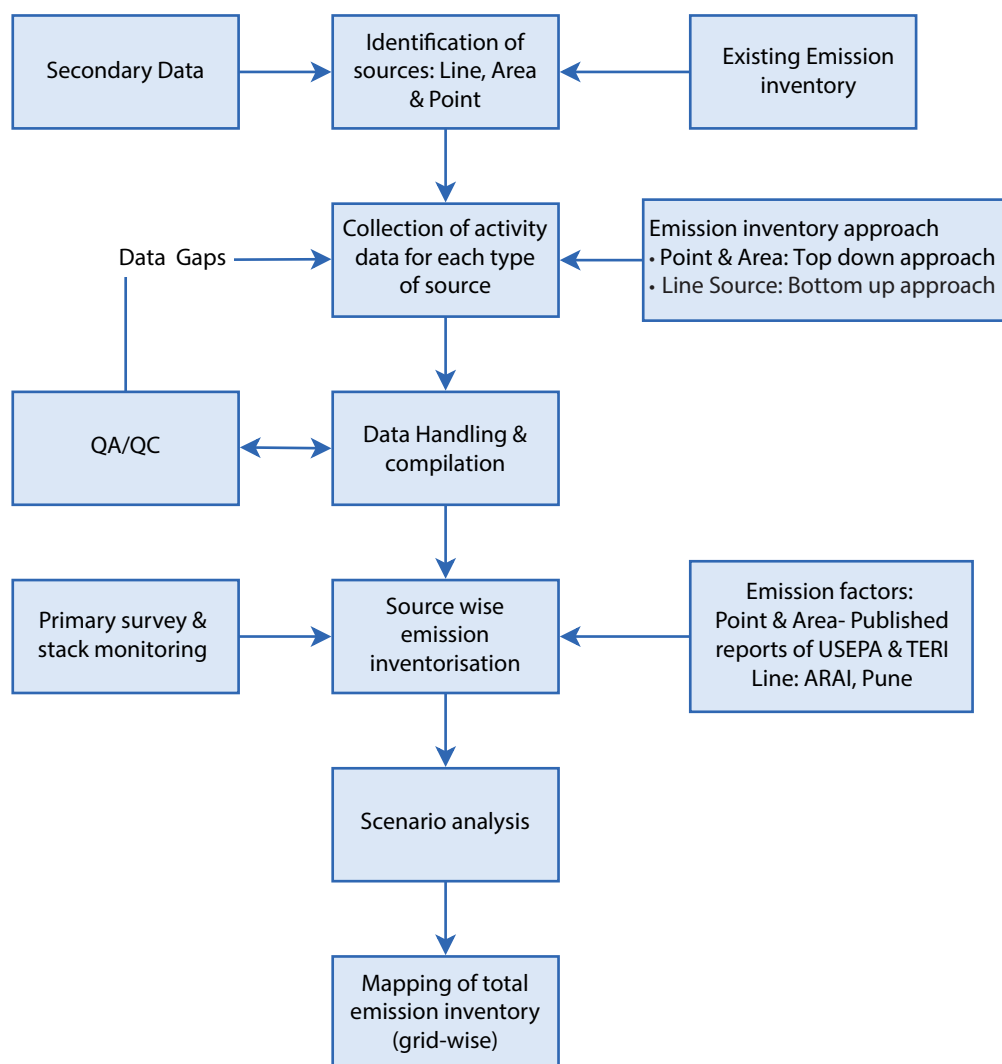 Secondary Data
Identification of
sources: Line, Area
& Point
Existing Emission
inventory
Data Gaps
Collection of activity
data for each type
of source
Emission inventory approach
• Point & Area: Top down approach
• Line Source: Bottom up approach
QA/QC
Data Handling &
compilation
Primary survey &
stack monitoring
Source wise
emission
inventorisation
Emission factors:
Point & Area- Published
reports of USEPA & TERI
Line: ARAI, Pune
Scenario analysis
Mapping of total
emission inventory
(grid-wise)